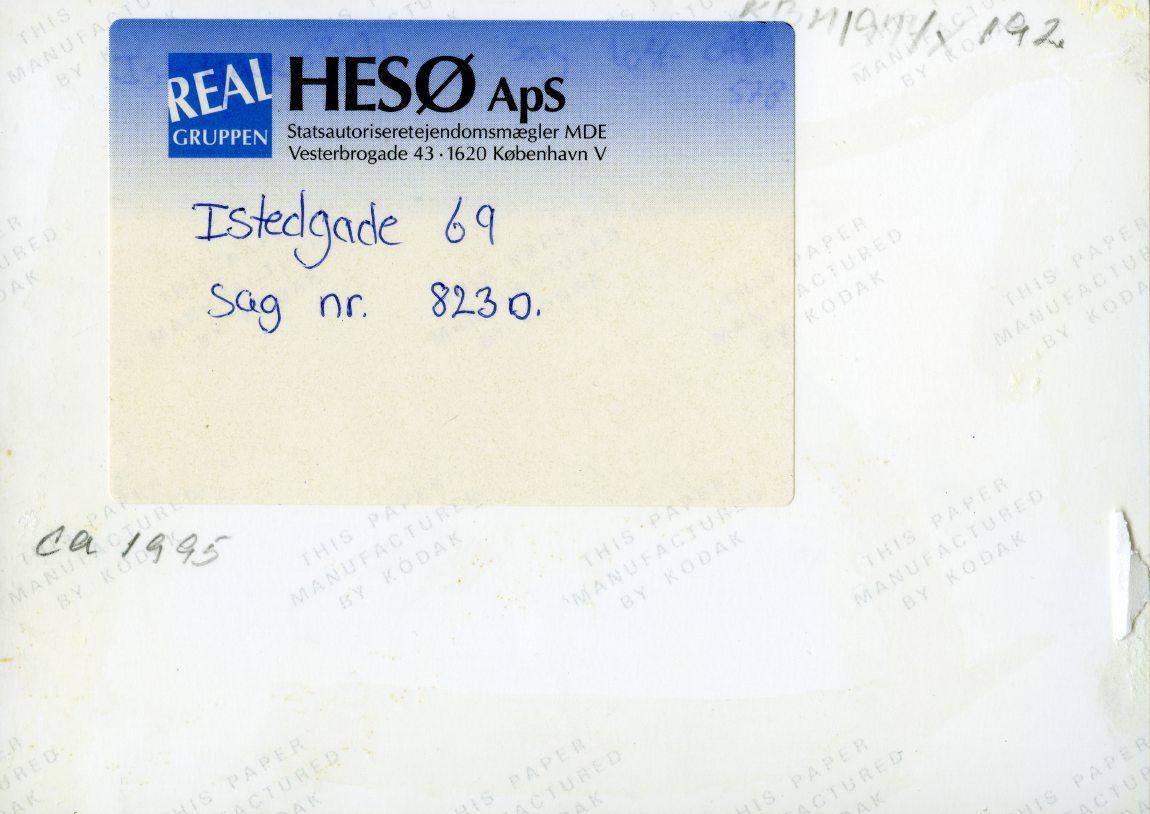 192.
REAL
GRUPPEN
HESØ ApS
Statsautoriseretejendomsmægler MDE
Vesterbrogade 43 · 1620 København V
Istedgade 69
Sag nr. 8230.
ca 1995
THIS PAPER
MANUFACTURED
BY KODAK